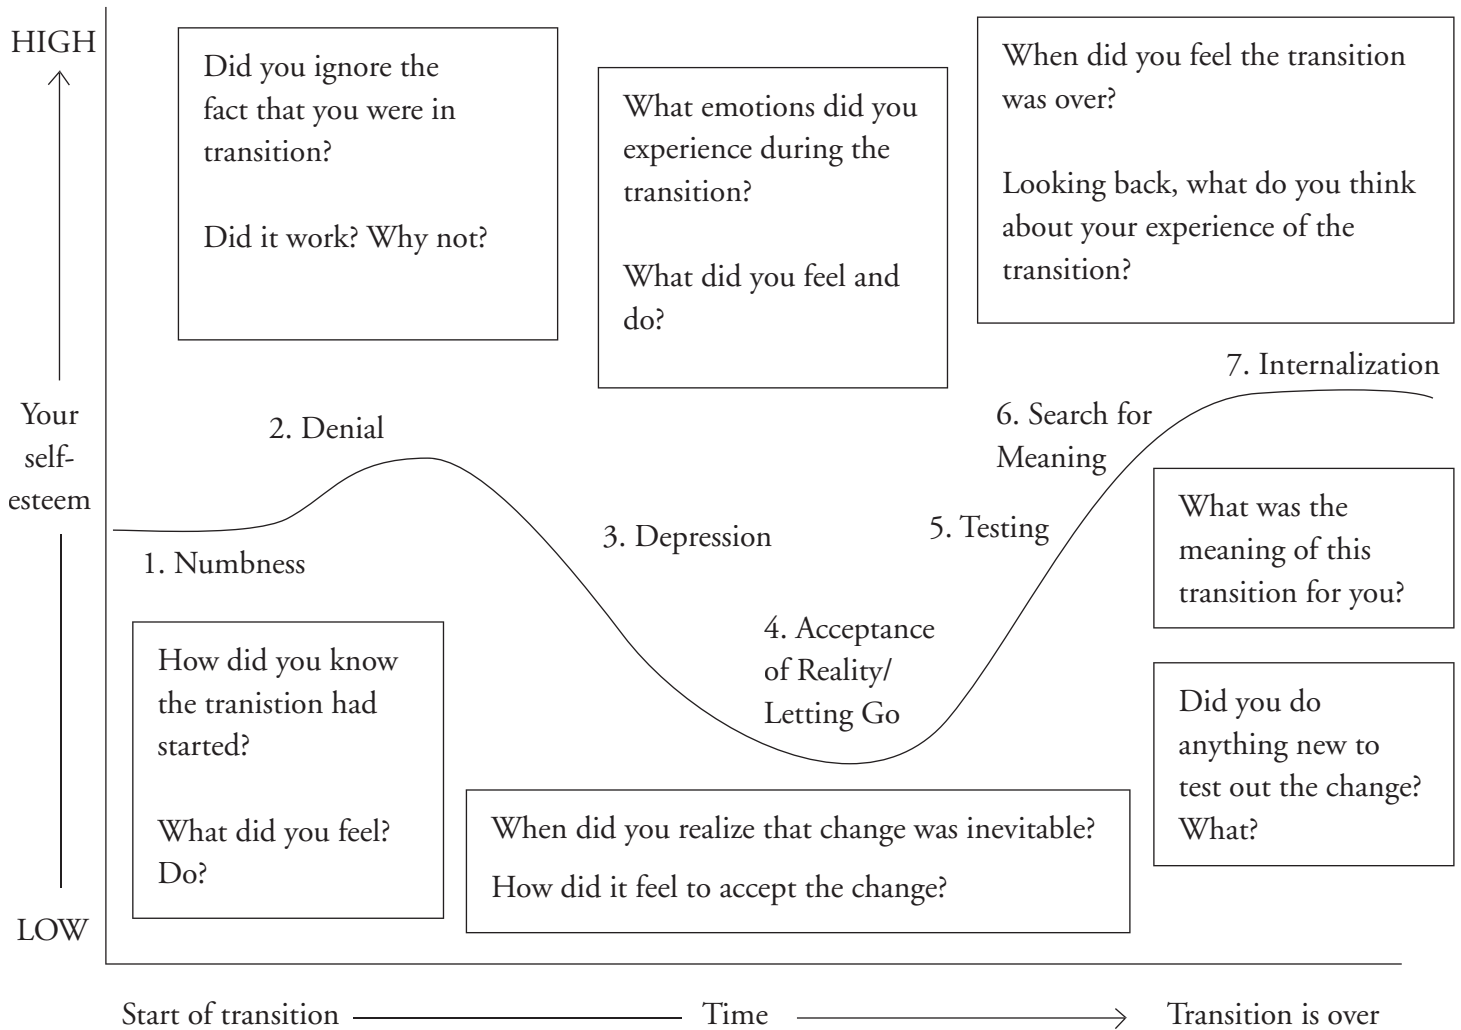 HIGH
Your
self-
esteem
LOW
Did you ignore the
fact that you were in
transition?
Did it work? Why not?
What emotions did you
experience during the
transition?
What did you feel and
do?
When did you feel the transition
was over?
Looking back, what do you think
about your experience of the
transition?
7. Internalization
6. Search for
Meaning
2. Denial
3. Depression
5. Testing
1. Numbness
4. Acceptance
of Reality/
Letting Go
What was the
meaning of this
transition for you?
How did you know
the tranistion had
started?
What did you feel?
Do?
When did you realize that change was inevitable?
How did it feel to accept the change?
Did you do
anything new to
test out the change?
What?
Start of transition
Time
Transition is over